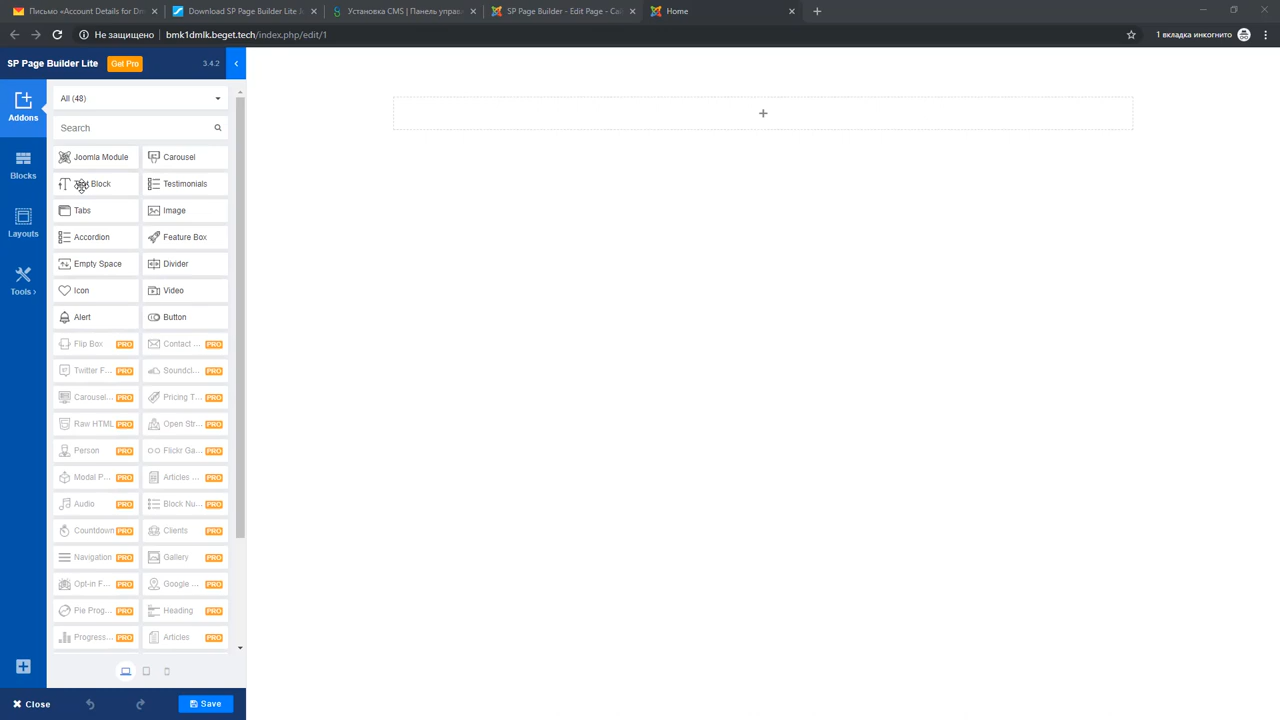 Письмо «Account Details for Dm
Download SP Page Builder Lite
Установка CMS | Панель управ
SP Page Builder - Edit Page - Ca
Home
Не защищено
bmk1dmlk.beget.tech/index.php/edit/1
1 вкладка инкогнито
SP Page Builder Lite
Get Pro
3.4.2
Addons
Blocks
Layouts
Tools ›
All (48)
Search
Joomla Module
Carousel
Block
Testimonials
Tabs
Image
Accordion
Feature Box
Empty Space
Divider
Icon
Video
Alert
Button
Flip Box PRO
Contact ... PRO
Twitter F... PRO
Soundcl... PRO
Carousel... PRO
Pricing T... PRO
Raw HTML PRO
Open Str... PRO
Person PRO
Flickr Ga... PRO
Modal P... PRO
Articles ... PRO
Audio PRO
Block Nu... PRO
Countdown PRO
Clients PRO
Navigation PRO
Gallery PRO
Opt-in F... PRO
Google ... PRO
Pie Prog... PRO
Heading PRO
Progress... PRO
Articles PRO
Close
Save